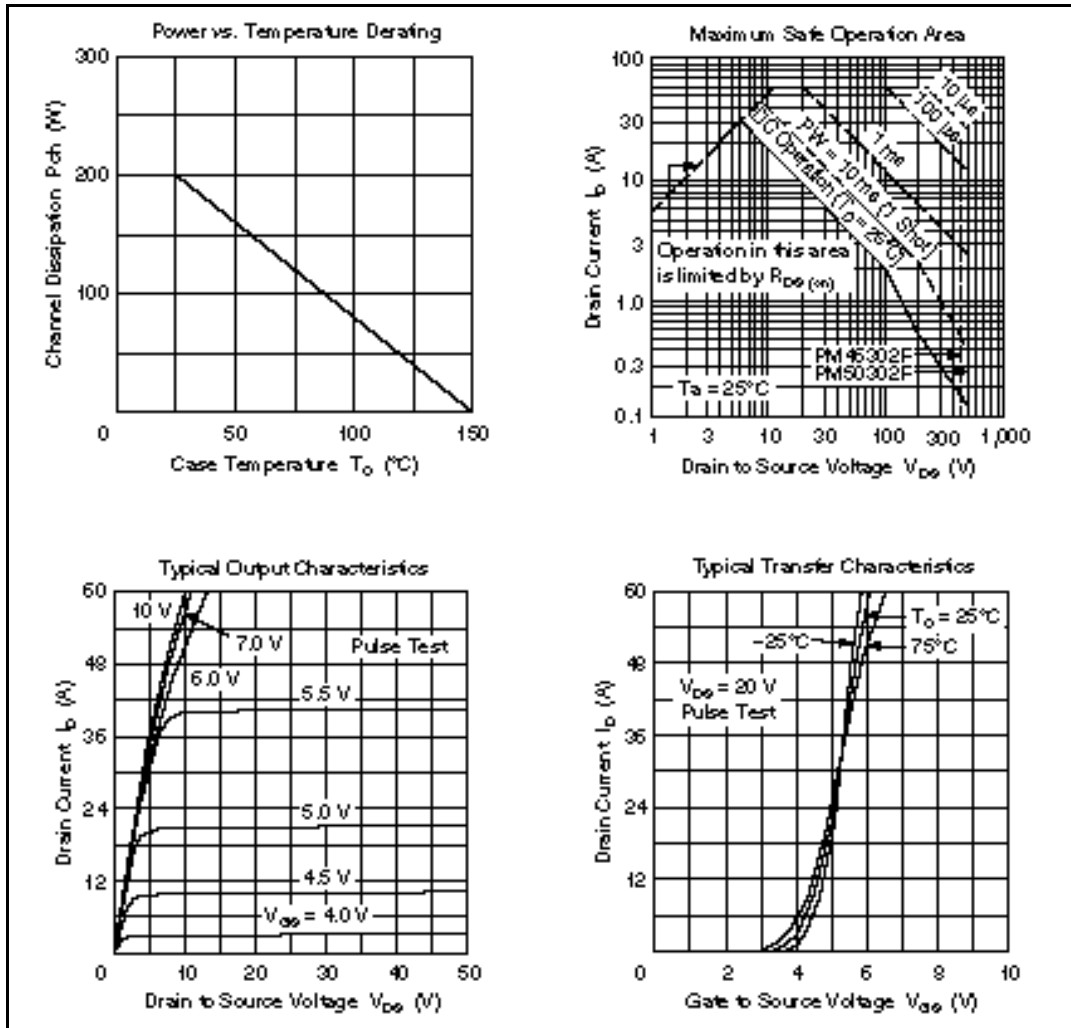 Power vs. Temperature Derating
300
200
100
0
50
100
150
Channel Dissipation Pch (W)
Case Temperature TC (°C)
Maximum Safe Operation Area
100
30
10
3
1.0
0.3
0.1
1
3
10
30
100
300
1,000
Drain Current ID (A)
10 µs
100 µs
1 ms
PW = 10 ms (1 Shot)
DC Operation (TC = 25°C)
Operation in this area
is limited by RDS (on)
PM45302F
PM50302F
Ta = 25°C
Drain to Source Voltage VDS (V)
Typical Output Characteristics
60
48
36
24
12
0
10
20
30
40
50
Drain Current ID (A)
10 V
7.0 V
6.0 V
Pulse Test
5.5 V
5.0 V
4.5 V
VGS = 4.0 V
Drain to Source Voltage VDS (V)
Typical Transfer Characteristics
60
48
36
24
12
0
2
4
6
8
10
Drain Current ID (A)
TC = 25°C
–25°C
75°C
VDS = 20 V
Pulse Test
Gate to Source Voltage VGS (V)